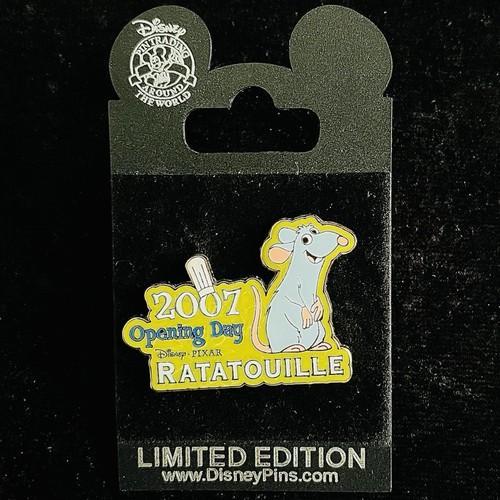 Disney
PIN TRADING
AROUND
THE WORLD
2007
Opening Day
Disney · PIXAR
RATATOUILLE
LIMITED EDITION
www.DisneyPins.com